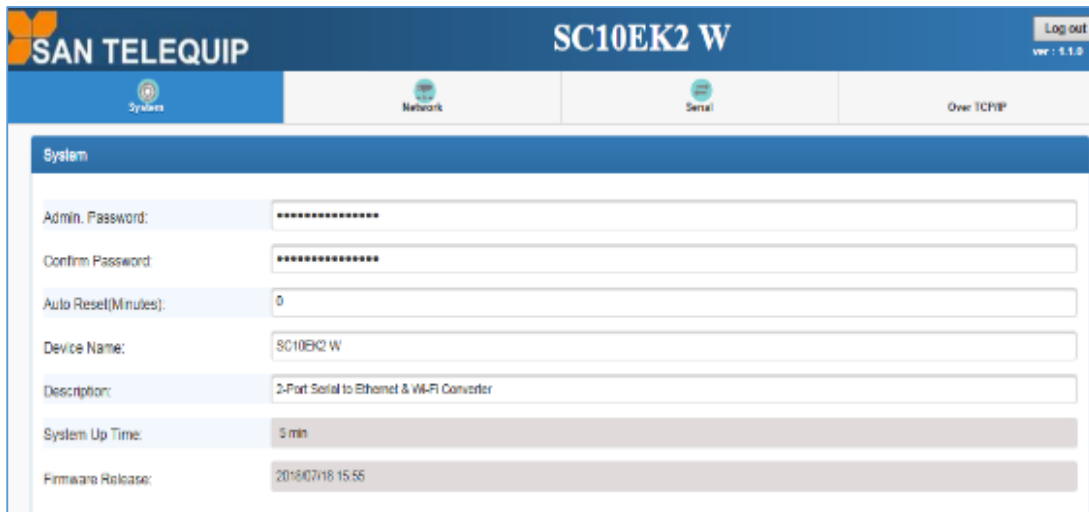 SAN TELEQUIP
SC10EK2 W
Log out
ver : 1.1.0
System
Network
Serial
Over TCP/IP
System
Admin. Password:
•••••••••••••••
Confirm Password:
•••••••••••••••
Auto Reset(Minutes):
0
Device Name:
SC10EK2 W
Description:
2-Port Serial to Ethernet & Wi-Fi Converter
System Up Time:
5 min
Firmware Release:
2018/07/18 15:55